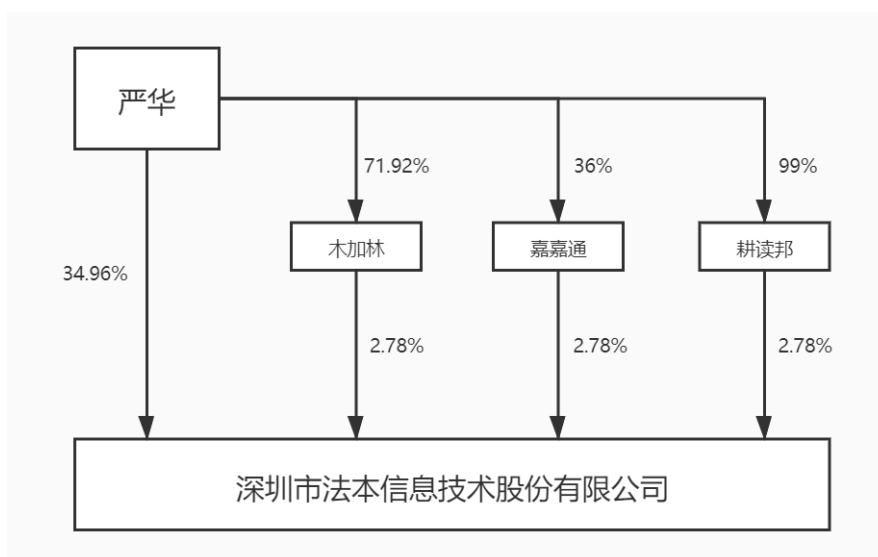 严华
71.92%
36%
99%
木加林
嘉嘉通
耕读邦
34.96%
2.78%
2.78%
2.78%
深圳市法本信息技术股份有限公司